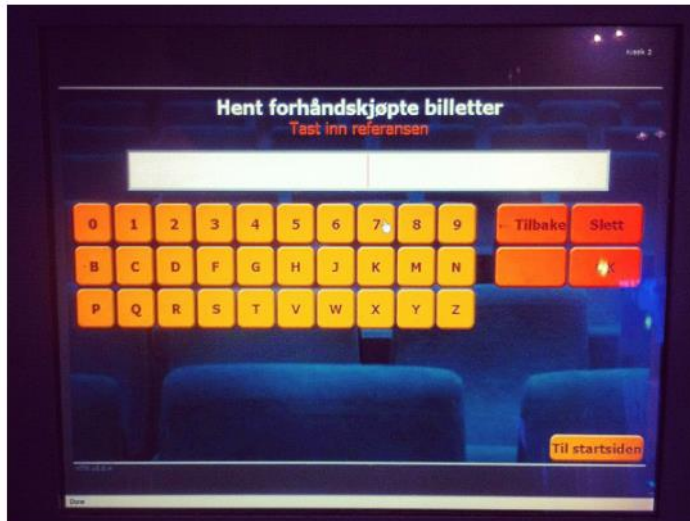 Hent forhåndskjøpte billetter
Tast inn referansen
0 1 2 3 4 5 6 7 8 9 ← Tilbake Slett
B C D F G H J K M N
P Q R S T V W X Y Z
Til startsiden
Done